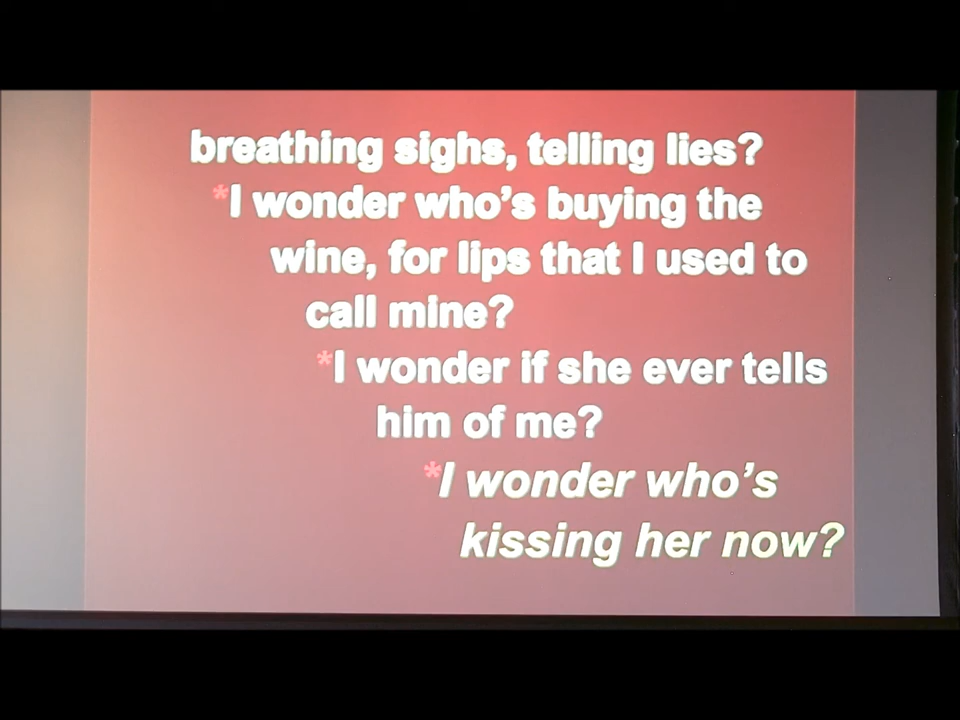 breathing sighs, telling lies?
*I wonder who's buying the
wine, for lips that I used to
call mine?
*I wonder if she ever tells
him of me?
*I wonder who's
kissing her now?